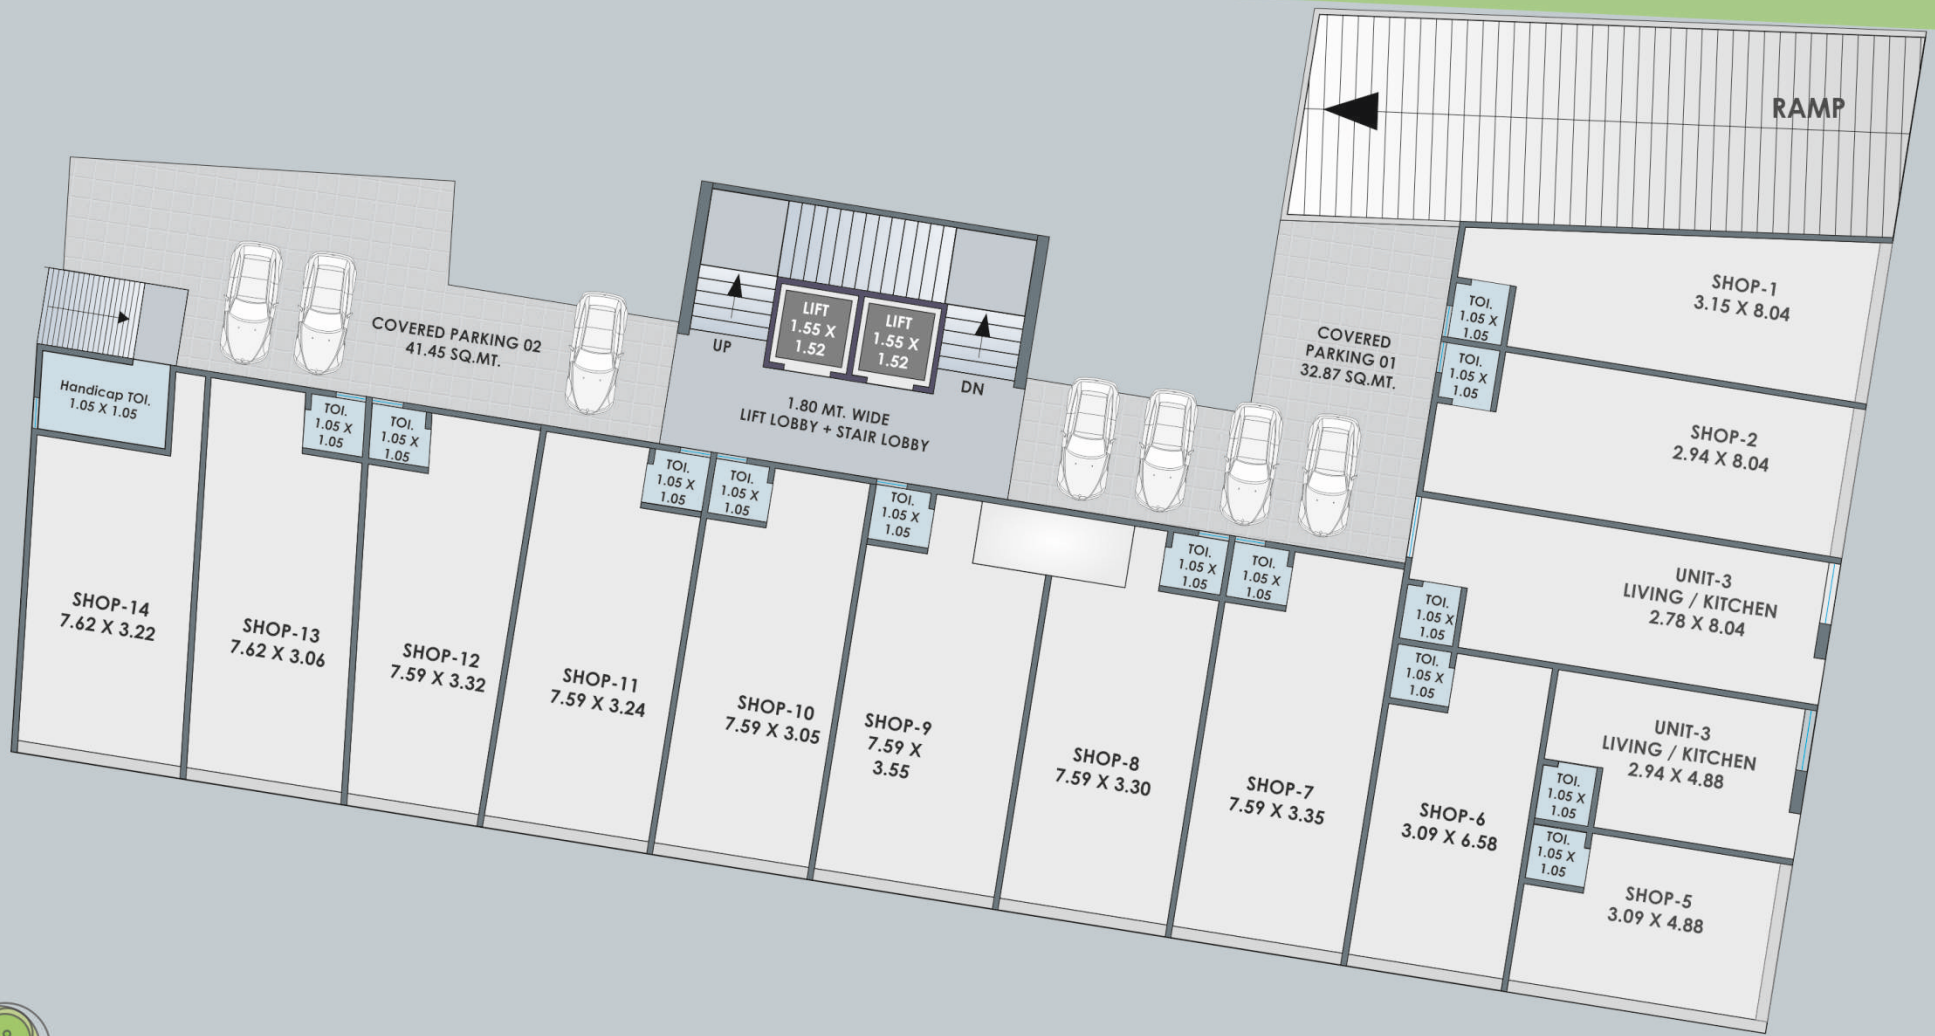 RAMP
SHOP-1
3.15 X 8.04
TOI.
1.05 X
1.05
TOI.
1.05 X
1.05
SHOP-2
2.94 X 8.04
COVERED
PARKING 01
32.87 SQ.MT.
LIFT
1.55 X
1.52
LIFT
1.55 X
1.52
UP
DN
1.80 MT. WIDE
LIFT LOBBY + STAIR LOBBY
COVERED PARKING 02
41.45 SQ.MT.
Handicap TOI.
1.05 X 1.05
TOI.
1.05 X
1.05
TOI.
1.05 X
1.05
TOI.
1.05 X
1.05
TOI.
1.05 X
1.05
TOI.
1.05 X
1.05
TOI.
1.05 X
1.05
TOI.
1.05 X
1.05
TOI.
1.05 X
1.05
TOI.
1.05 X
1.05
UNIT-3
LIVING / KITCHEN
2.78 X 8.04
SHOP-14
7.62 X 3.22
SHOP-13
7.62 X 3.06
SHOP-12
7.59 X 3.32
SHOP-11
7.59 X 3.24
SHOP-10
7.59 X 3.05
SHOP-9
7.59 X
3.55
SHOP-8
7.59 X 3.30
SHOP-7
7.59 X 3.35
SHOP-6
3.09 X 6.58
UNIT-3
LIVING / KITCHEN
2.94 X 4.88
TOI.
1.05 X
1.05
TOI.
1.05 X
1.05
SHOP-5
3.09 X 4.88